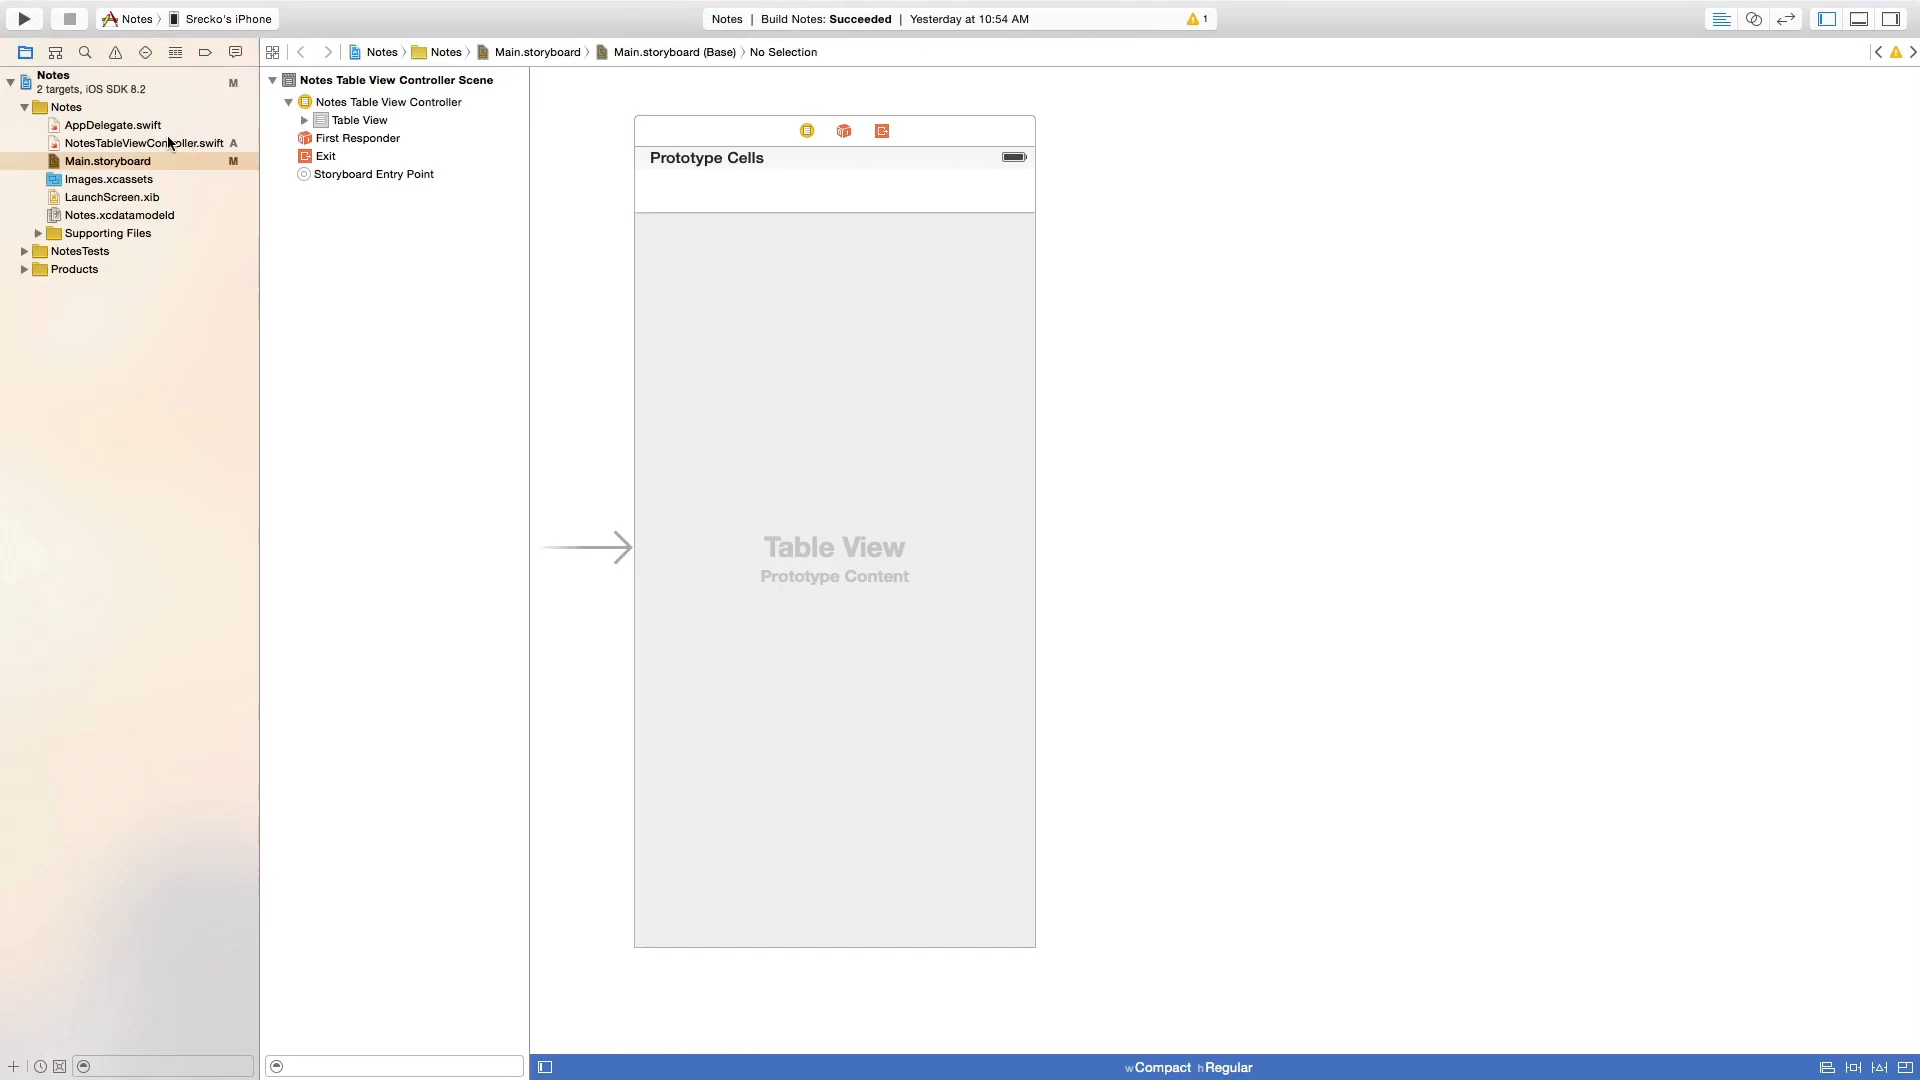 Notes
Srecko's iPhone
Notes | Build Notes: Succeeded | Yesterday at 10:54 AM
1
Notes
Notes
Main.storyboard
Main.storyboard (Base)
No Selection
Notes
2 targets, iOS SDK 8.2
M
Notes
AppDelegate.swift
NotesTableViewController.swift A
Main.storyboard M
Images.xcassets
LaunchScreen.xib
Notes.xcdatamodeld
Supporting Files
NotesTests
Products
Notes Table View Controller Scene
Notes Table View Controller
Table View
First Responder
Exit
Storyboard Entry Point
Prototype Cells
Table View
Prototype Content
wCompact hRegular